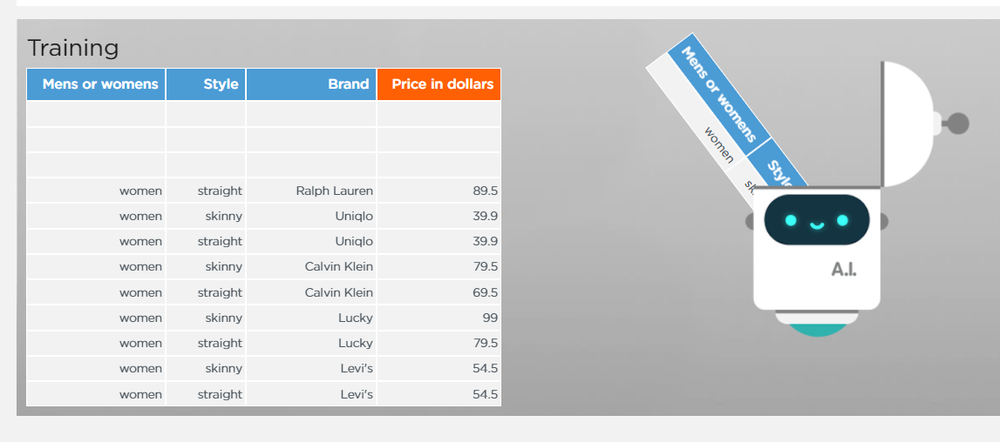 Training
Mens or womens Style Brand Price in dollars
women straight Ralph Lauren 89.5
women skinny Uniqlo 39.9
women straight Uniqlo 39.9
women skinny Calvin Klein 79.5
women straight Calvin Klein 69.5
women skinny Lucky 99
women straight Lucky 79.5
women skinny Levi's 54.5
women straight Levi's 54.5
Mens or womens Style
women
A.I.